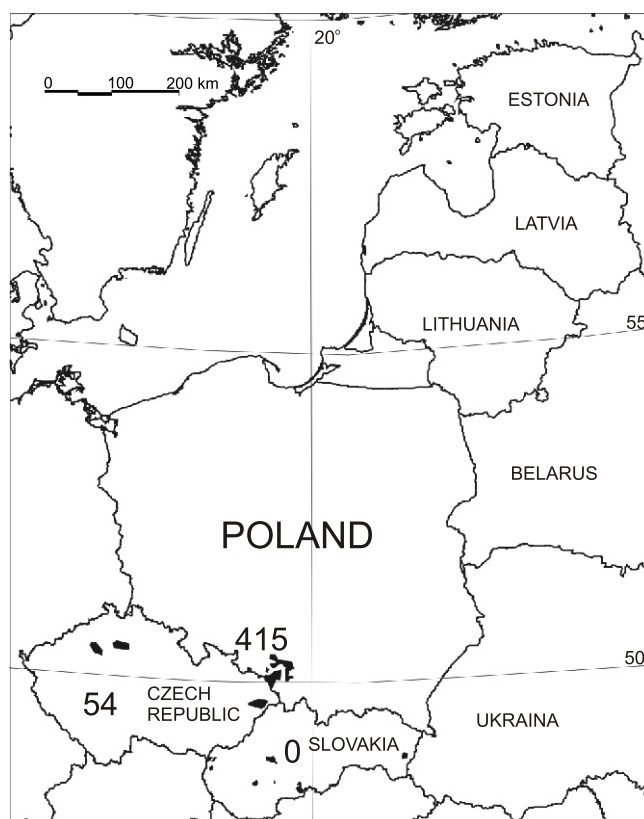 20°
0 100 200 km
ESTONIA
LATVIA
LITHUANIA
55
BELARUS
POLAND
415
50
54
CZECH
REPUBLIC
0
SLOVAKIA
UKRAINA